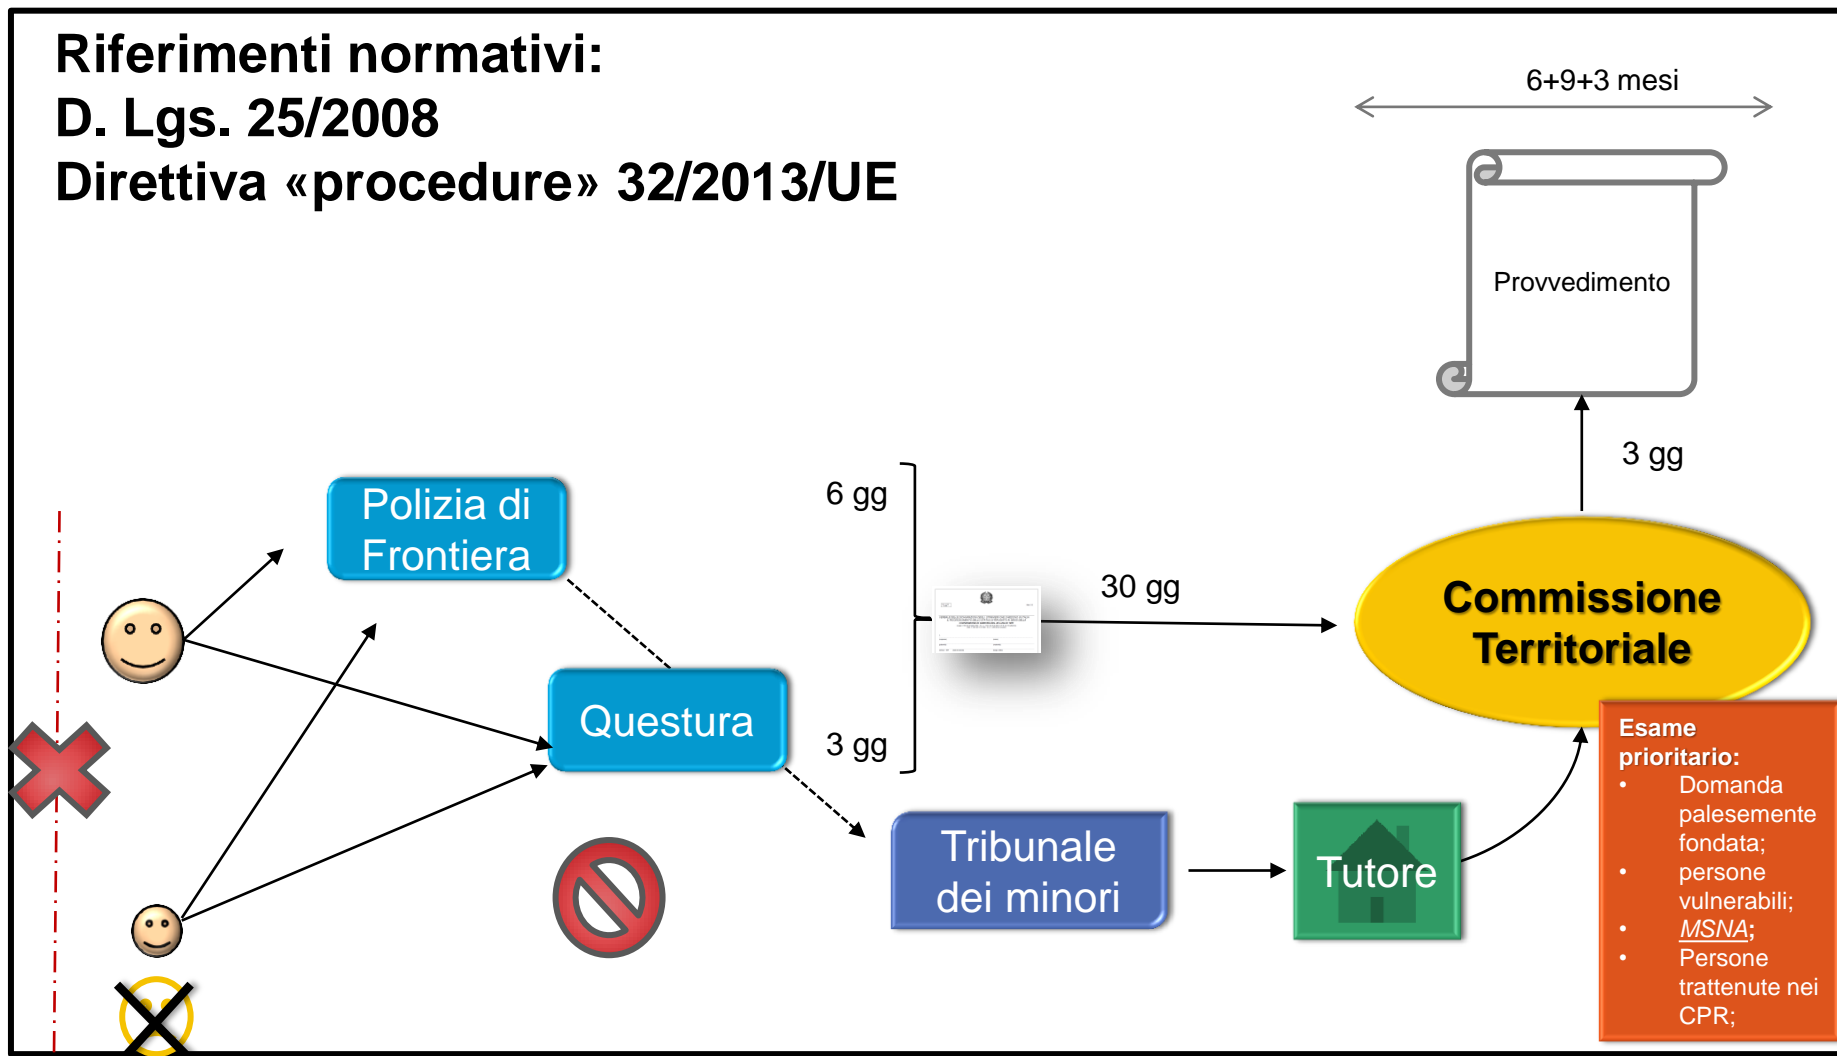 Riferimenti normativi:
D. Lgs. 25/2008
Direttiva «procedure» 32/2013/UE
6+9+3 mesi
Provvedimento
3 gg
Polizia di
Frontiera
6 gg
30 gg
Commissione
Territoriale
Questura
3 gg
Tribunale
dei minori
Tutore
Esame
prioritario:
• Domanda
palesemente
fondata;
• persone
vulnerabili;
• MSNA;
• Persone
trattenute nei
CPR;